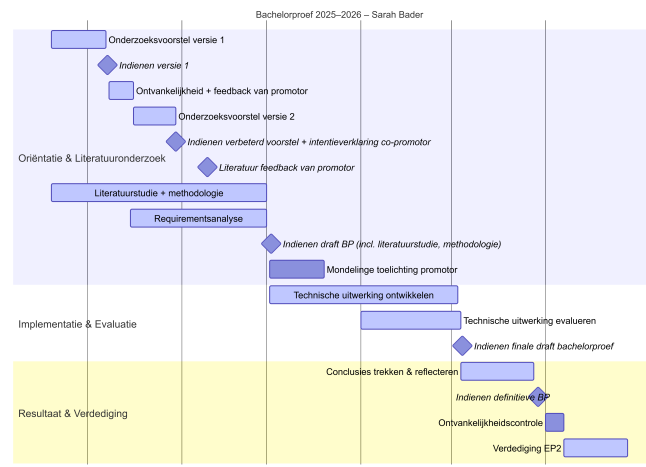 Bachelorproef 2025–2026 – Sarah Bader
Onderzoeksvoorstel versie 1
Indienen versie 1
Ontvankelijkheid + feedback van promotor
Onderzoeksvoorstel versie 2
Indienen verbeterd voorstel + intentieverklaring co-promotor
Oriëntatie & Literatuuronderzoek
Literatuur feedback van promotor
Literatuurstudie + methodologie
Requirementsanalyse
Indienen draft BP (incl. literatuurstudie, methodologie)
Mondelinge toelichting promotor
Technische uitwerking ontwikkelen
Implementatie & Evaluatie
Technische uitwerking evalueren
Indienen finale draft bachelorproef
Conclusies trekken & reflecteren
Indienen definitieve BP
Resultaat & Verdediging
Ontvankelijkheidscontrole
Verdediging EP2